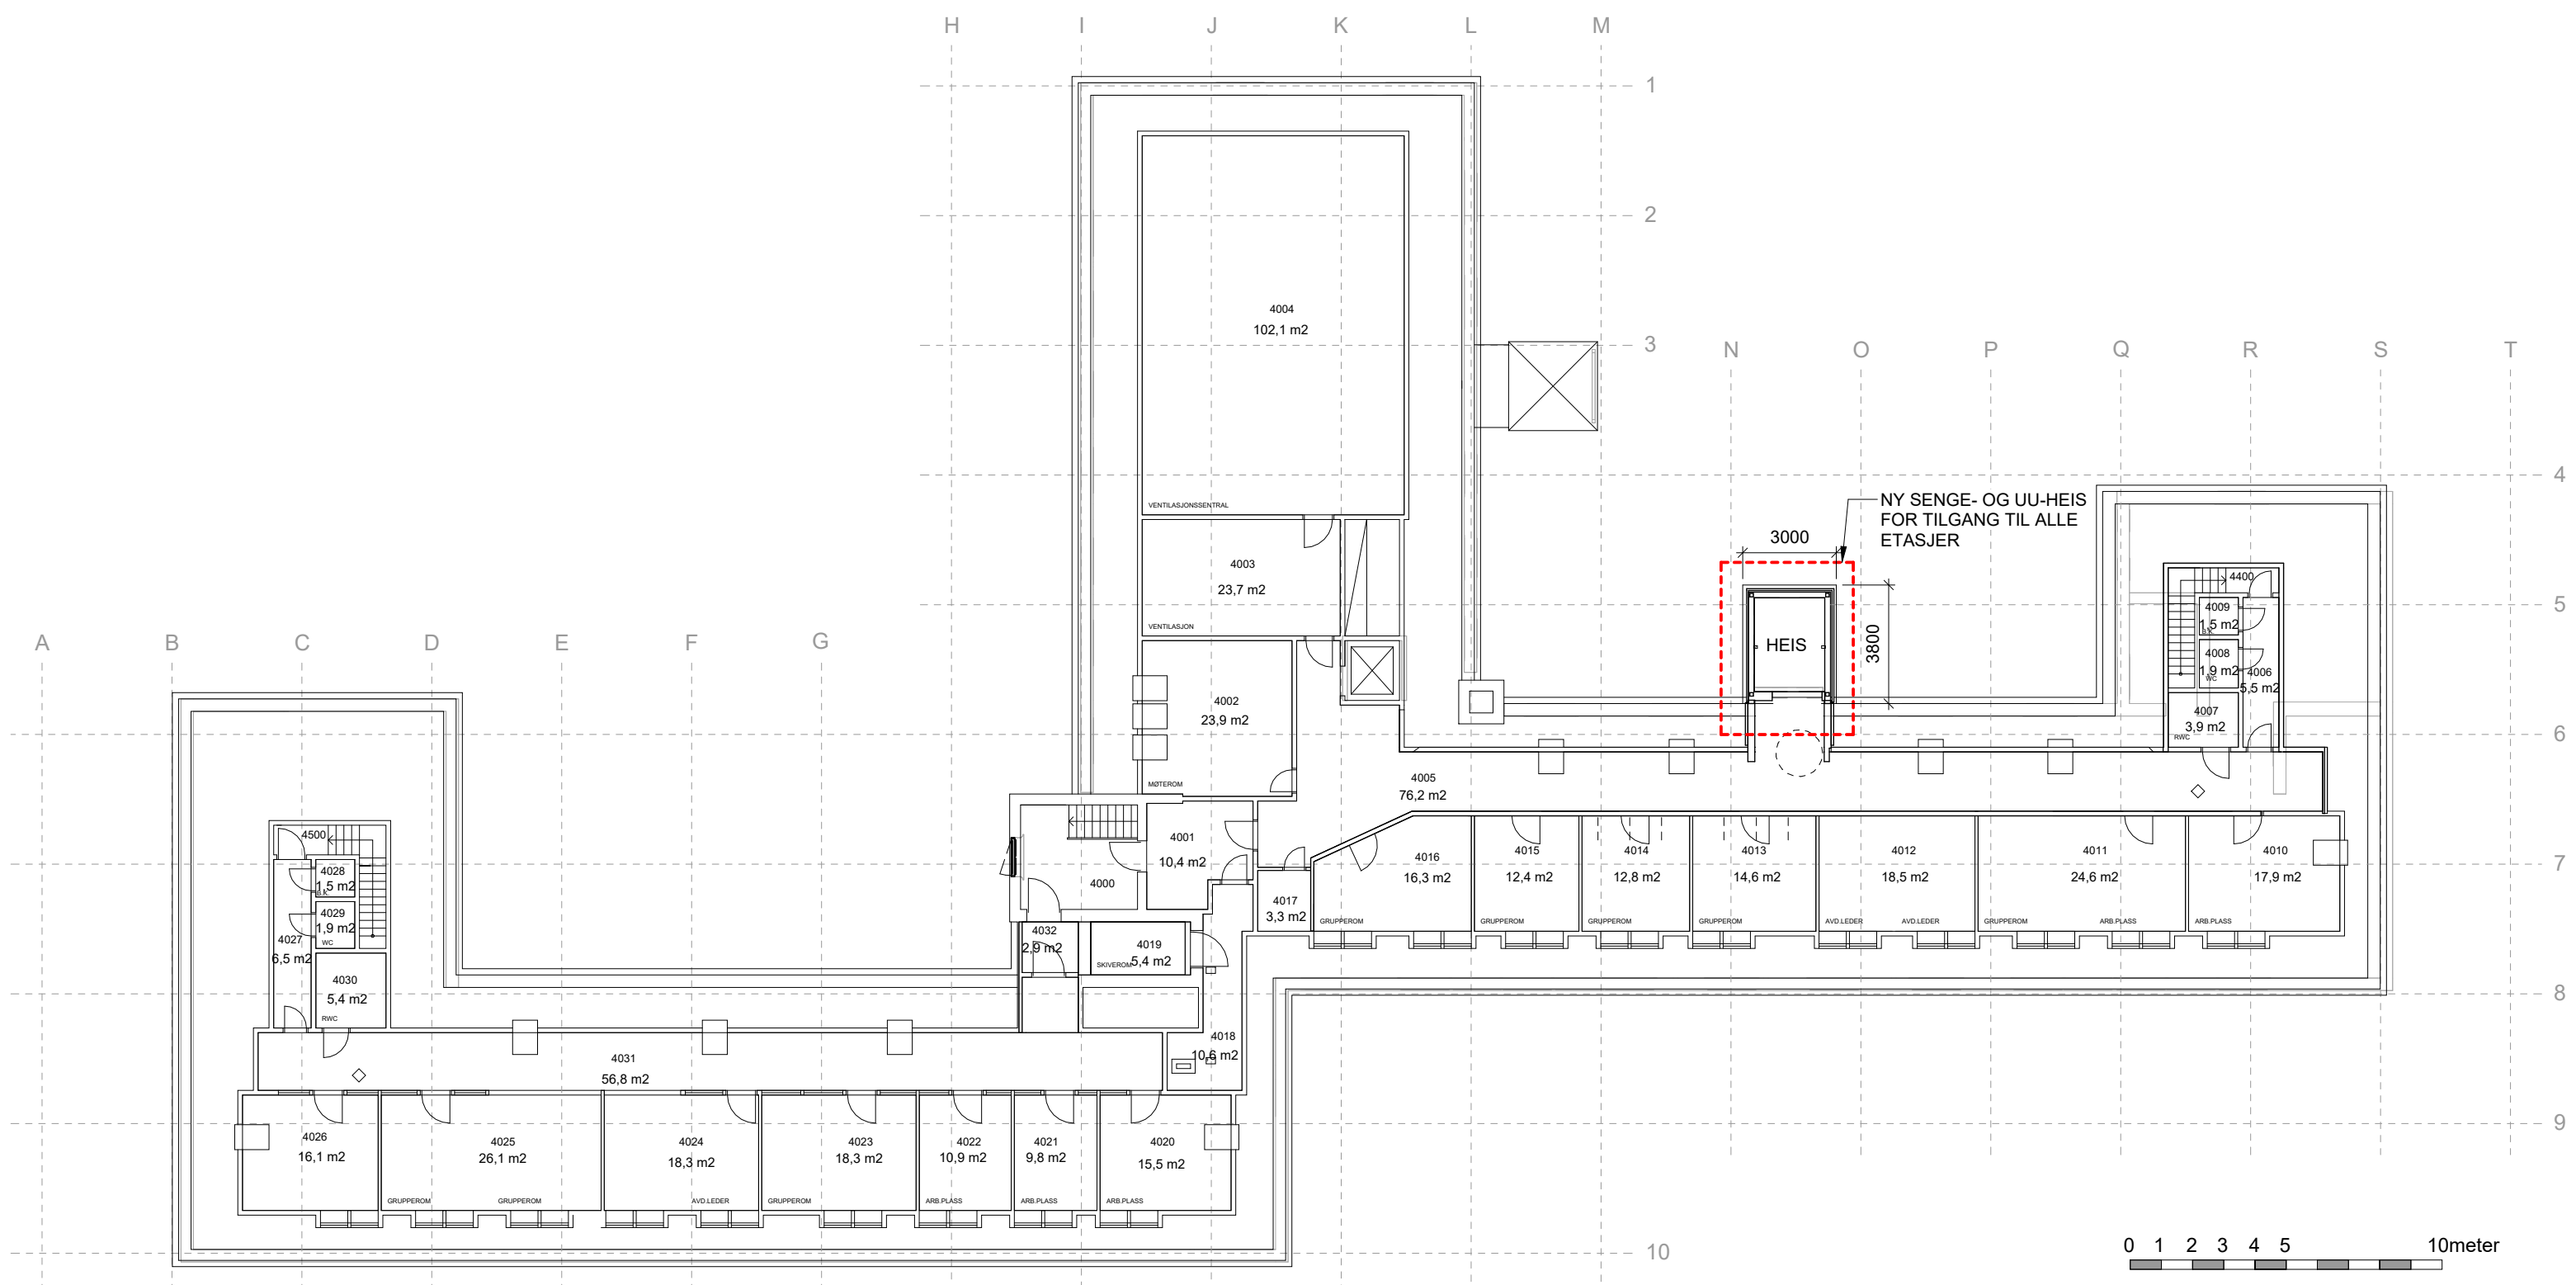 H I J K L M
1
2
3
4
5
6
7
8
9
10
N O P Q R S T
A B C D E F G
4004
102,1 m2
VENTILASJONSSENTRAL
4003
23,7 m2
VENTILASJON
4002
23,9 m2
MØTEROM
NY SENGE- OG UU-HEIS
FOR TILGANG TIL ALLE
ETASJER
3000
3800
HEIS
4400
4009
1,5 m2
B.K.
4008
1,9 m2
WC
4006
5,5 m2
4007
3,9 m2
RWC
4005
76,2 m2
4001
10,4 m2
4000
4016
16,3 m2
GRUPPEROM
4015
12,4 m2
GRUPPEROM
4014
12,8 m2
GRUPPEROM
4013
14,6 m2
GRUPPEROM
4012
18,5 m2
AVD.LEDER AVD.LEDER
4011
24,6 m2
GRUPPEROM ARB.PLASS
4010
17,9 m2
ARB.PLASS
4017
3,3 m2
4500
4028
1,5 m2
B.K.
4029
1,9 m2
WC
4027
6,5 m2
4030
5,4 m2
RWC
4032
2,9 m2
4019
SKIVEROM 5,4 m2
4018
10,6 m2
4031
56,8 m2
4026
16,1 m2
4025
26,1 m2
GRUPPEROM GRUPPEROM
4024
18,3 m2
AVD.LEDER
4023
18,3 m2
GRUPPEROM
4022
10,9 m2
ARB.PLASS
4021
9,8 m2
ARB.PLASS
4020
15,5 m2
ARB.PLASS
0 1 2 3 4 5 10meter